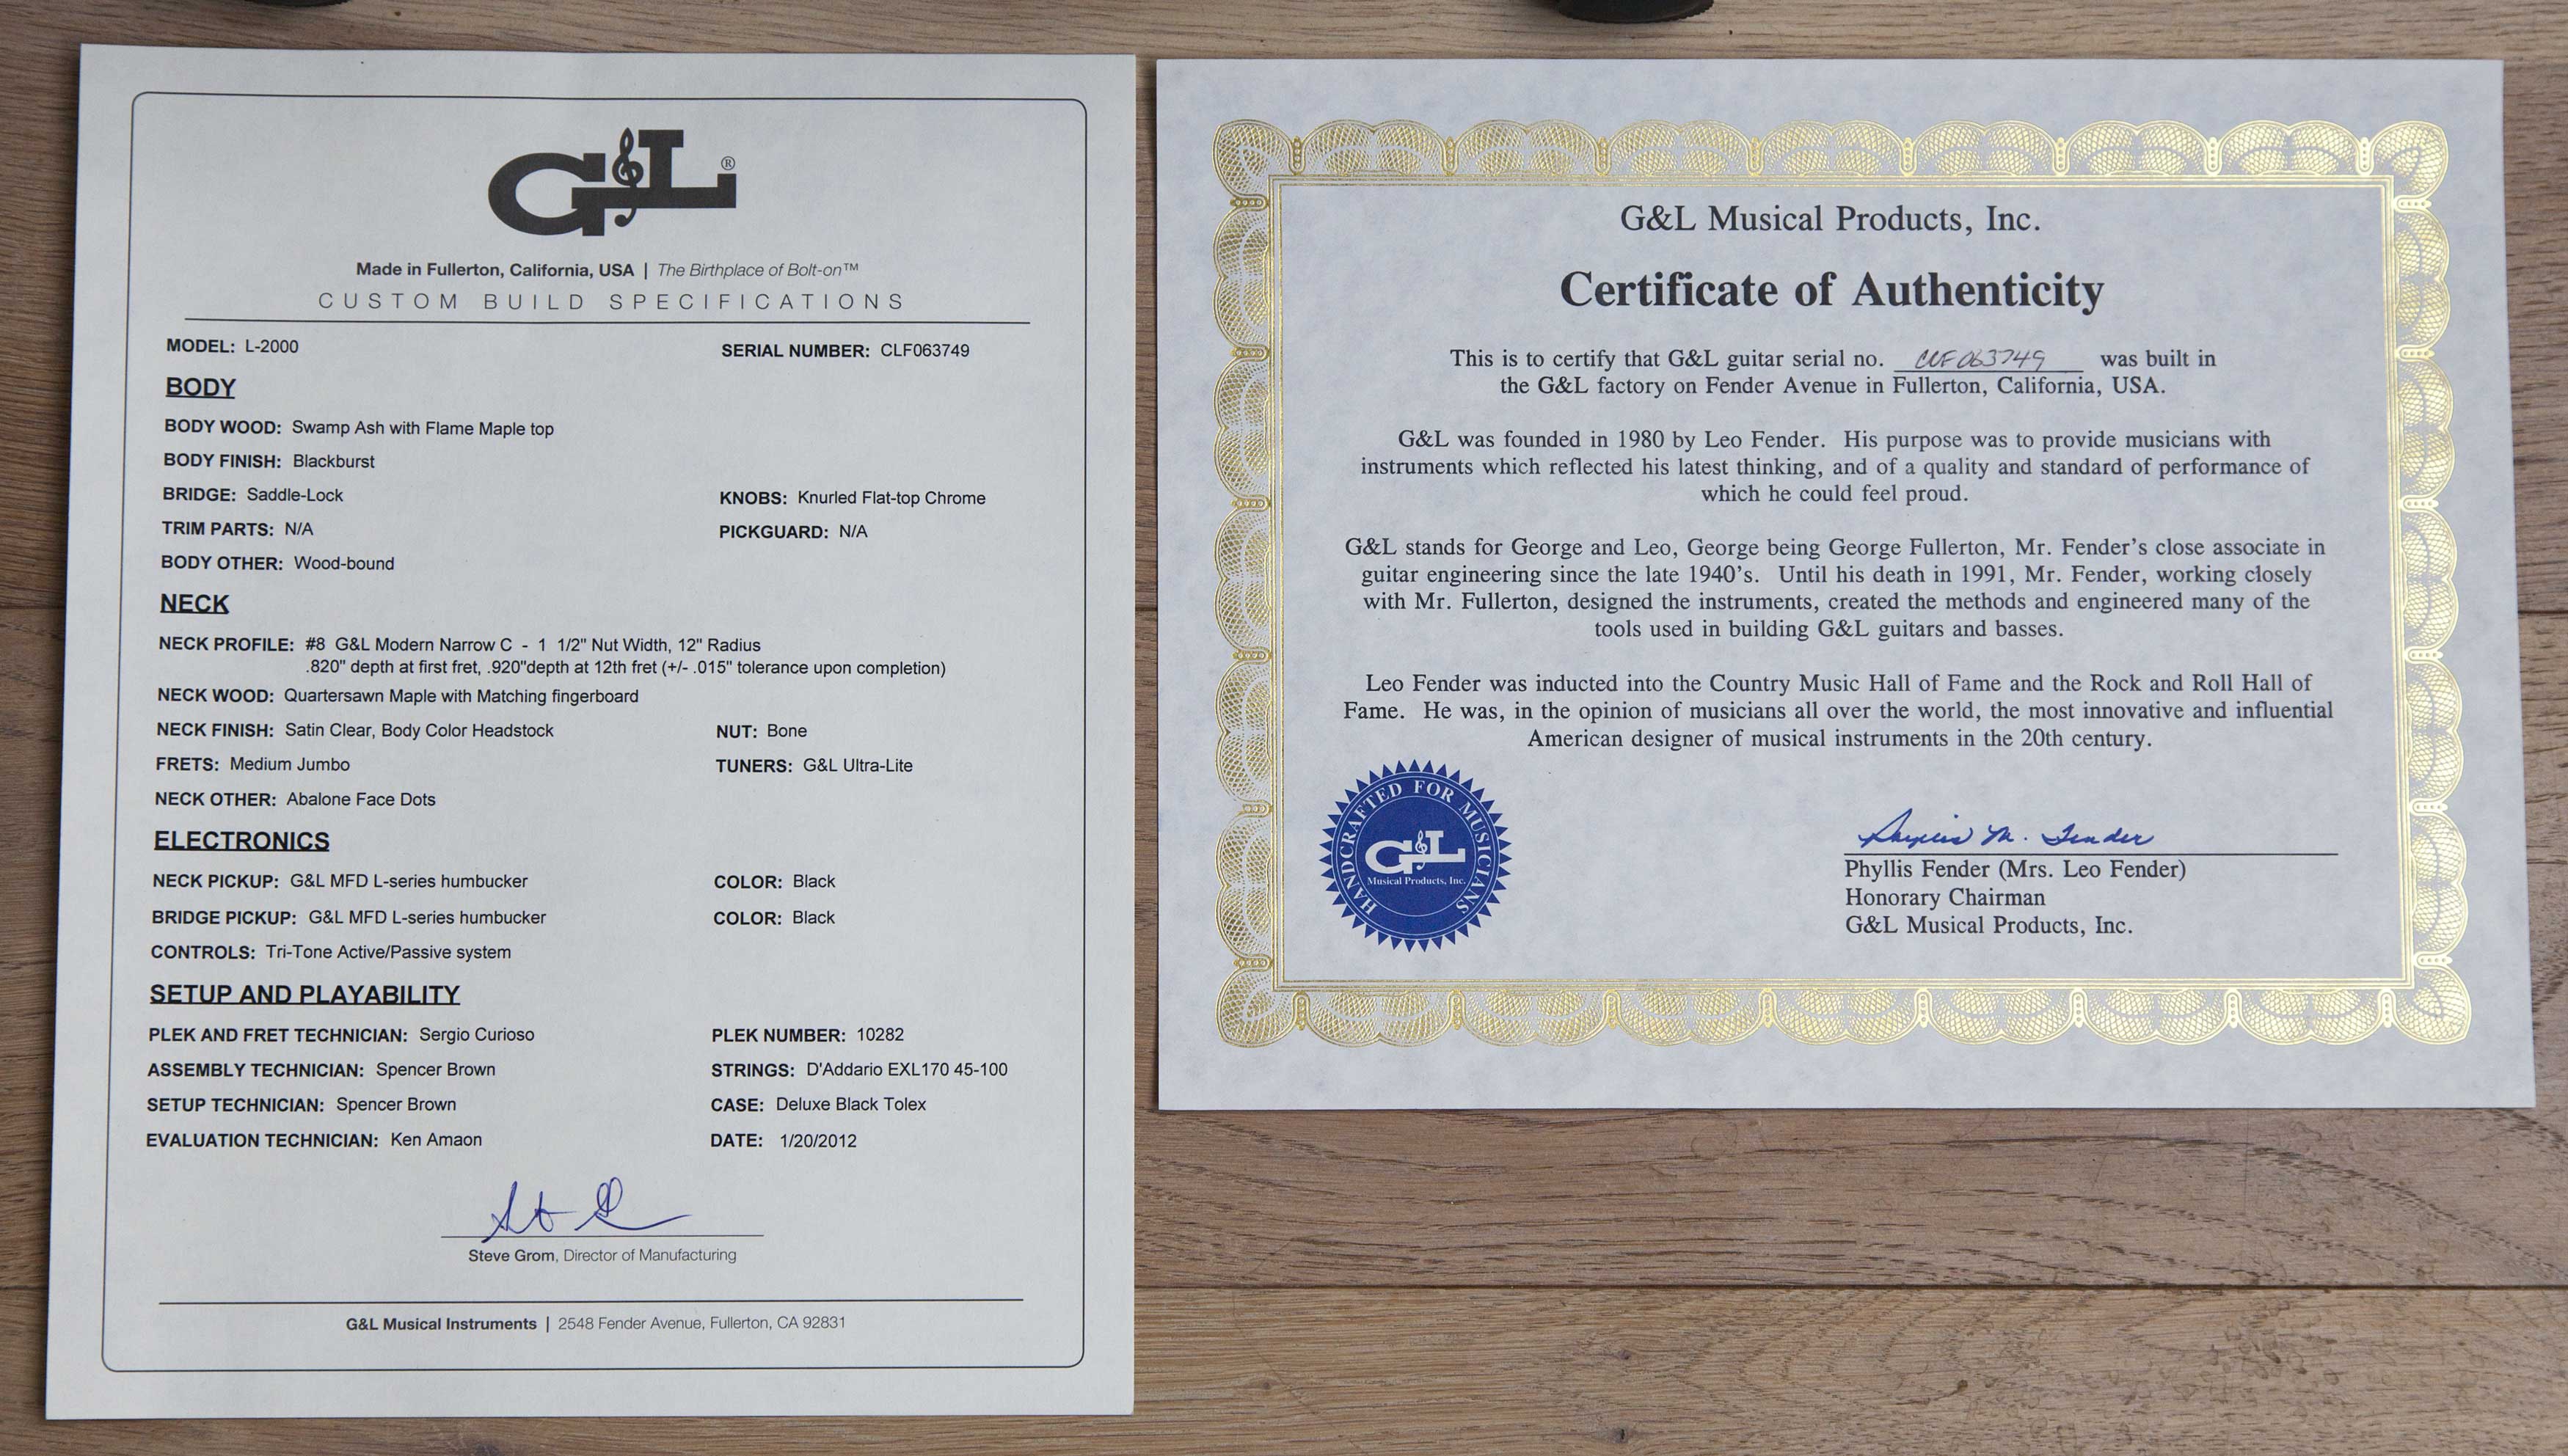 G&L®
Made in Fullerton, California, USA | The Birthplace of Bolt-on™
CUSTOM BUILD SPECIFICATIONS
MODEL: L-2000
SERIAL NUMBER: CLF063749
BODY
BODY WOOD: Swamp Ash with Flame Maple top
BODY FINISH: Blackburst
BRIDGE: Saddle-Lock
KNOBS: Knurled Flat-top Chrome
TRIM PARTS: N/A
PICKGUARD: N/A
BODY OTHER: Wood-bound
NECK
NECK PROFILE: #8 G&L Modern Narrow C - 1 1/2" Nut Width, 12" Radius
.820" depth at first fret, .920"depth at 12th fret (+/- .015" tolerance upon completion)
NECK WOOD: Quartersawn Maple with Matching fingerboard
NECK FINISH: Satin Clear, Body Color Headstock
NUT: Bone
FRETS: Medium Jumbo
TUNERS: G&L Ultra-Lite
NECK OTHER: Abalone Face Dots
ELECTRONICS
NECK PICKUP: G&L MFD L-series humbucker
COLOR: Black
BRIDGE PICKUP: G&L MFD L-series humbucker
COLOR: Black
CONTROLS: Tri-Tone Active/Passive system
SETUP AND PLAYABILITY
PLEK AND FRET TECHNICIAN: Sergio Curioso
PLEK NUMBER: 10282
ASSEMBLY TECHNICIAN: Spencer Brown
STRINGS: D'Addario EXL170 45-100
SETUP TECHNICIAN: Spencer Brown
CASE: Deluxe Black Tolex
EVALUATION TECHNICIAN: Ken Amaon
DATE: 1/20/2012
Steve Grom, Director of Manufacturing
G&L Musical Instruments | 2548 Fender Avenue, Fullerton, CA 92831
G&L Musical Products, Inc.
Certificate of Authenticity
This is to certify that G&L guitar serial no. CLF063749 was built in
the G&L factory on Fender Avenue in Fullerton, California, USA.
G&L was founded in 1980 by Leo Fender. His purpose was to provide musicians with
instruments which reflected his latest thinking, and of a quality and standard of performance of
which he could feel proud.
G&L stands for George and Leo, George being George Fullerton, Mr. Fender's close associate in
guitar engineering since the late 1940's. Until his death in 1991, Mr. Fender, working closely
with Mr. Fullerton, designed the instruments, created the methods and engineered many of the
tools used in building G&L guitars and basses.
Leo Fender was inducted into the Country Music Hall of Fame and the Rock and Roll Hall of
Fame. He was, in the opinion of musicians all over the world, the most innovative and influential
American designer of musical instruments in the 20th century.
HANDCRAFTED FOR MUSICIANS
G&L
Musical Products, Inc.
Phyllis M. Fender
Phyllis Fender (Mrs. Leo Fender)
Honorary Chairman
G&L Musical Products, Inc.